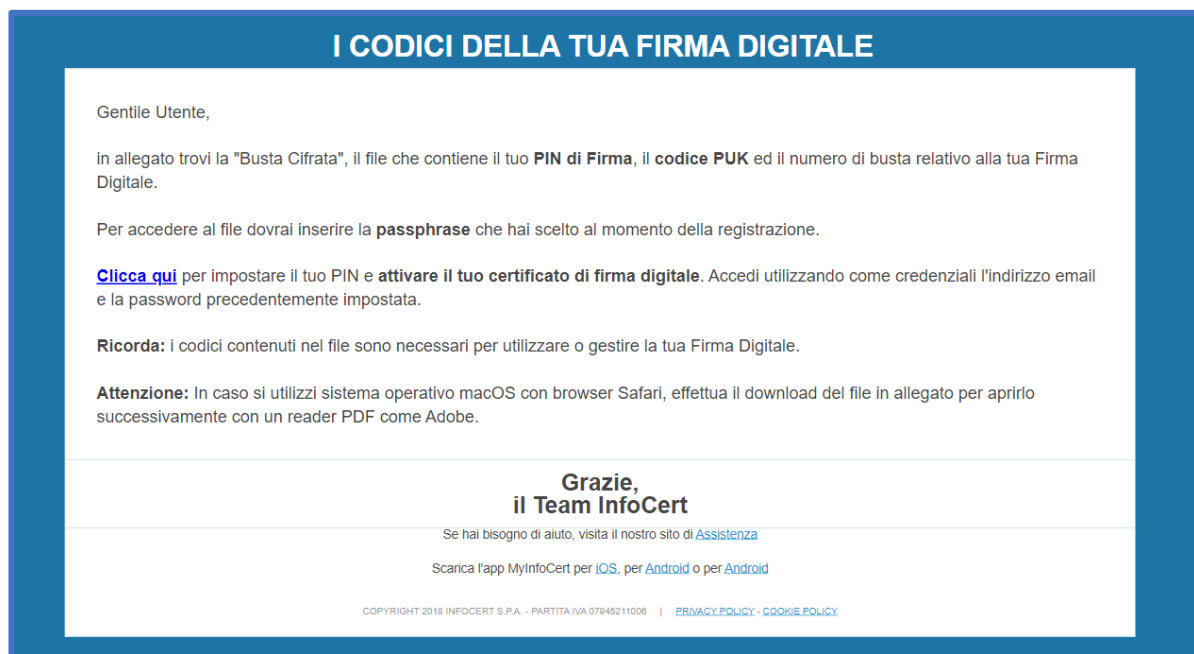 I CODICI DELLA TUA FIRMA DIGITALE
Gentile Utente,
in allegato trovi la "Busta Cifrata", il file che contiene il tuo PIN di Firma, il codice PUK ed il numero di busta relativo alla tua Firma
Digitale.
Per accedere al file dovrai inserire la passphrase che hai scelto al momento della registrazione.
Clicca qui per impostare il tuo PIN e attivare il tuo certificato di firma digitale. Accedi utilizzando come credenziali l'indirizzo email
e la password precedentemente impostata.
Ricorda: i codici contenuti nel file sono necessari per utilizzare o gestire la tua Firma Digitale.
Attenzione: In caso si utilizzi sistema operativo macOS con browser Safari, effettua il download del file in allegato per aprirlo
successivamente con un reader PDF come Adobe.
Grazie,
il Team InfoCert
Se hai bisogno di aiuto, visita il nostro sito di Assistenza
Scarica l'app MyInfoCert per iOS, per Android o per Android
COPYRIGHT 2018 INFOCERT S.P.A. - PARTITA IVA 07945211006 | PRIVACY POLICY - COOKIE POLICY